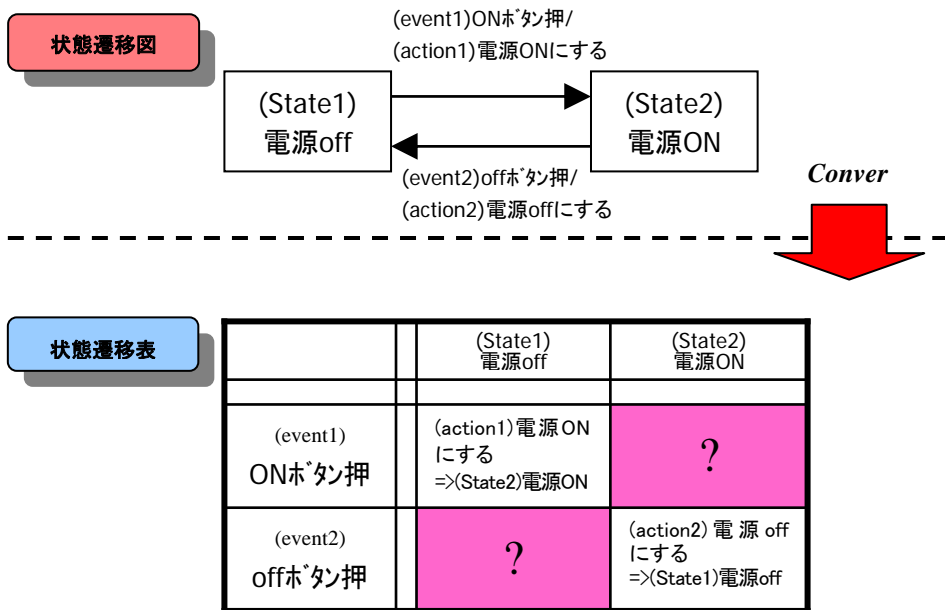 状態遷移図
(event1)ONﾎﾞﾀﾝ押/
(action1)電源ONにする
(State1)
電源off
(State2)
電源ON
(event2)offﾎﾞﾀﾝ押/
(action2)電源offにする
Conver
状態遷移表
(State1)
電源off
(State2)
電源ON
(event1)
ONﾎﾞﾀﾝ押
(action1)電源ON
にする
=>(State2)電源ON
?
(event2)
offﾎﾞﾀﾝ押
?
(action2)電源off
にする
=>(State1)電源off